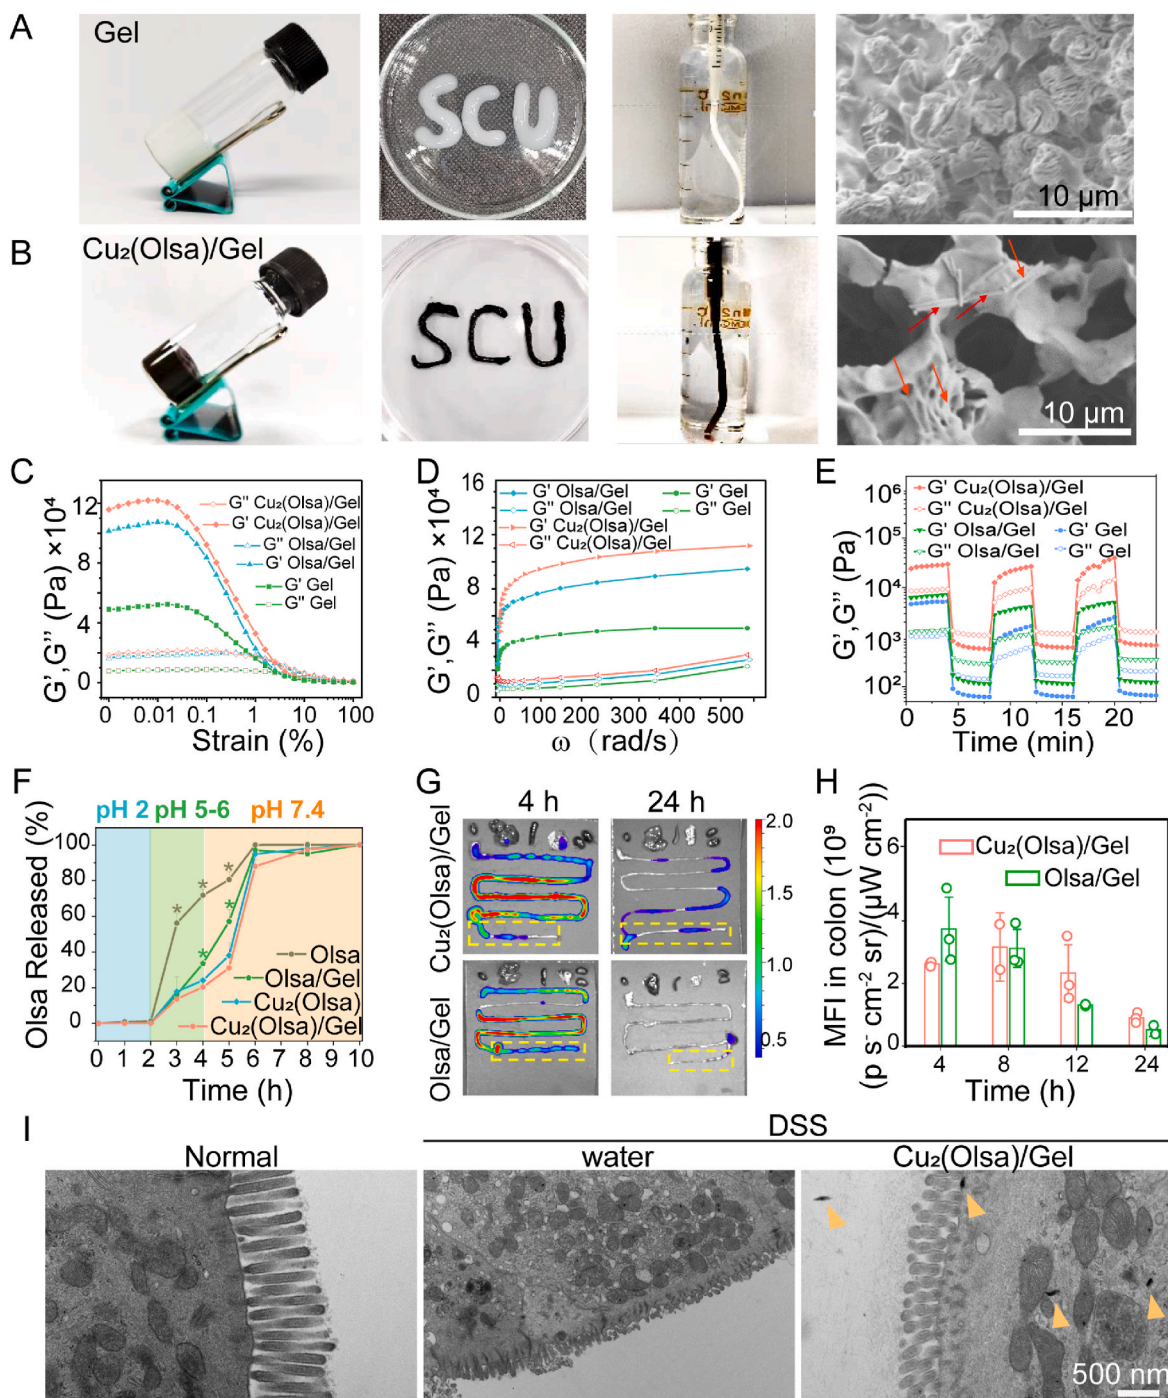 A
Gel
SCU
10 µm
B
Cu₂(Olsa)/Gel
SCU
10 µm
C
G', G'' (Pa) ×10⁴
12
8
4
0
G'' Cu₂(Olsa)/Gel
G' Cu₂(Olsa)/Gel
G'' Olsa/Gel
G' Olsa/Gel
G' Gel
G'' Gel
0 0.01 0.1 1 10 100
Strain (%)
D
G', G'' (Pa) ×10⁴
16
12
8
4
0
G' Olsa/Gel
G'' Olsa/Gel
G' Cu₂(Olsa)/Gel
G'' Cu₂(Olsa)/Gel
G' Gel
G'' Gel
0 100 200 300 400 500
ω (rad/s)
E
G', G'' (Pa)
10⁶
10⁵
10⁴
10³
10²
G' Cu₂(Olsa)/Gel
G'' Cu₂(Olsa)/Gel
G' Olsa/Gel
G'' Olsa/Gel
G' Gel
G'' Gel
0 5 10 15 20
Time (min)
F
pH 2 pH 5-6 pH 7.4
Olsa Released (%)
100
80
60
40
20
0
* * *
*
Olsa
Olsa/Gel
Cu₂(Olsa)
Cu₂(Olsa)/Gel
0 1 2 3 4 5 6 7 8 9 10
Time (h)
G
4 h 24 h
Cu₂(Olsa)/Gel
Olsa/Gel
2.0
1.5
1.0
0.5
H
MFI in colon (10⁹
(p s⁻ cm⁻² sr)/(µW cm⁻²))
6
4
2
0
Cu₂(Olsa)/Gel
Olsa/Gel
4 8 12 24
Time (h)
I
DSS
Normal water Cu₂(Olsa)/Gel
500 nm